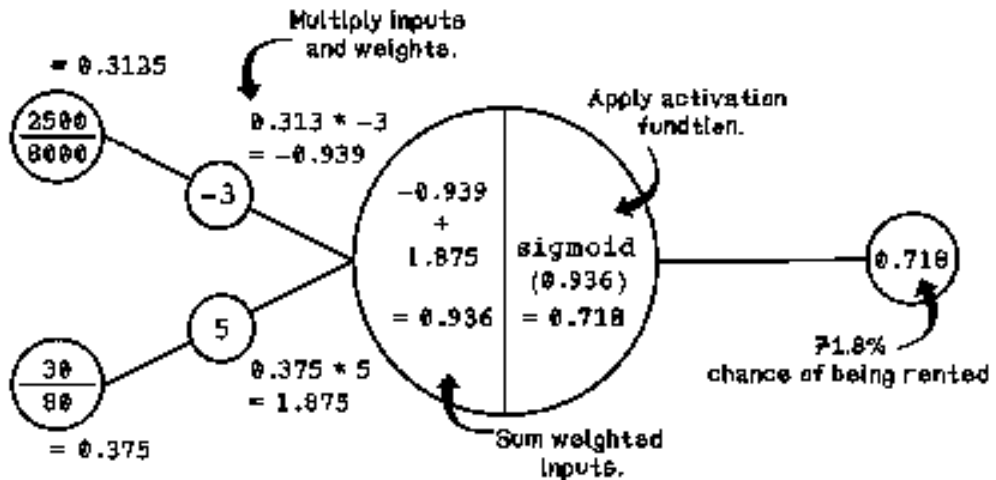 Multiply inputs
and weights.
= 0.3125
2500
8000
0.313 * -3
= -0.939
-3
Apply activation
fundtien.
-0.939
+
1.875
= 0.936
sigmoid
(0.936)
= 0.718
0.718
5
30
80
0.375 * 5
= 1.875
= 0.375
71.8%
chance of being rented
Sum weighted
inputs.